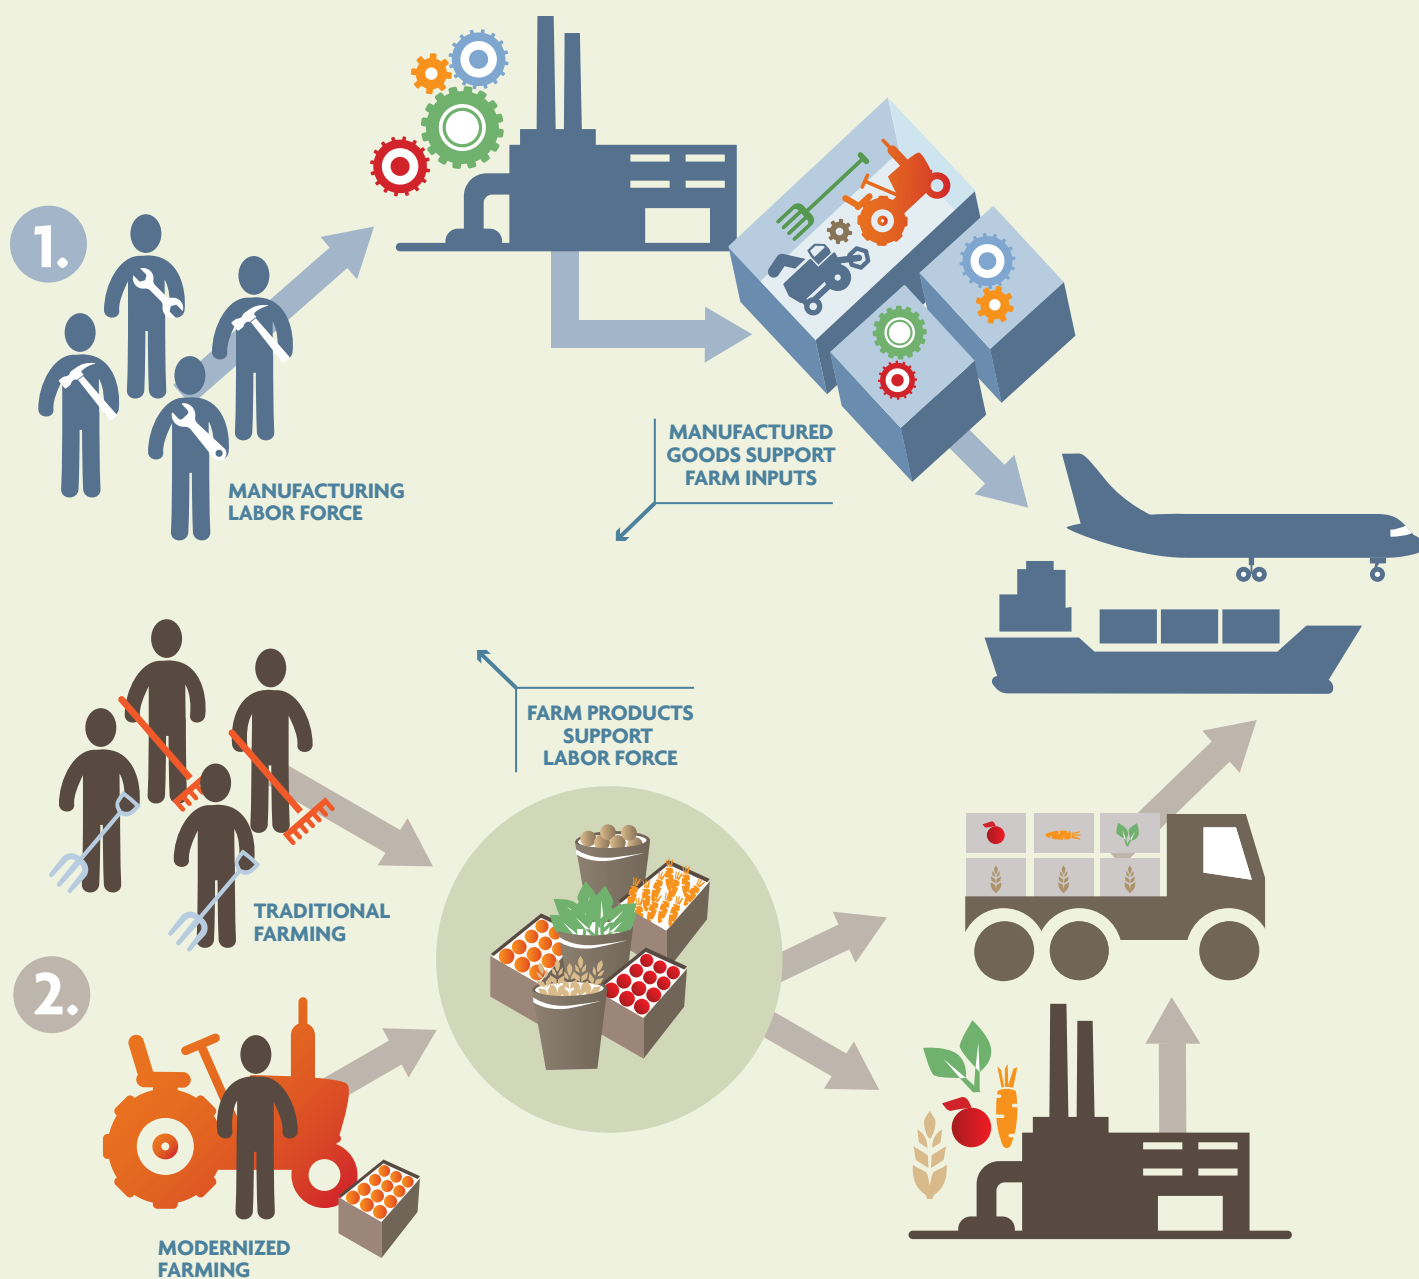 1.
MANUFACTURING
LABOR FORCE
MANUFACTURED
GOODS SUPPORT
FARM INPUTS
FARM PRODUCTS
SUPPORT
LABOR FORCE
TRADITIONAL
FARMING
2.
MODERNIZED
FARMING